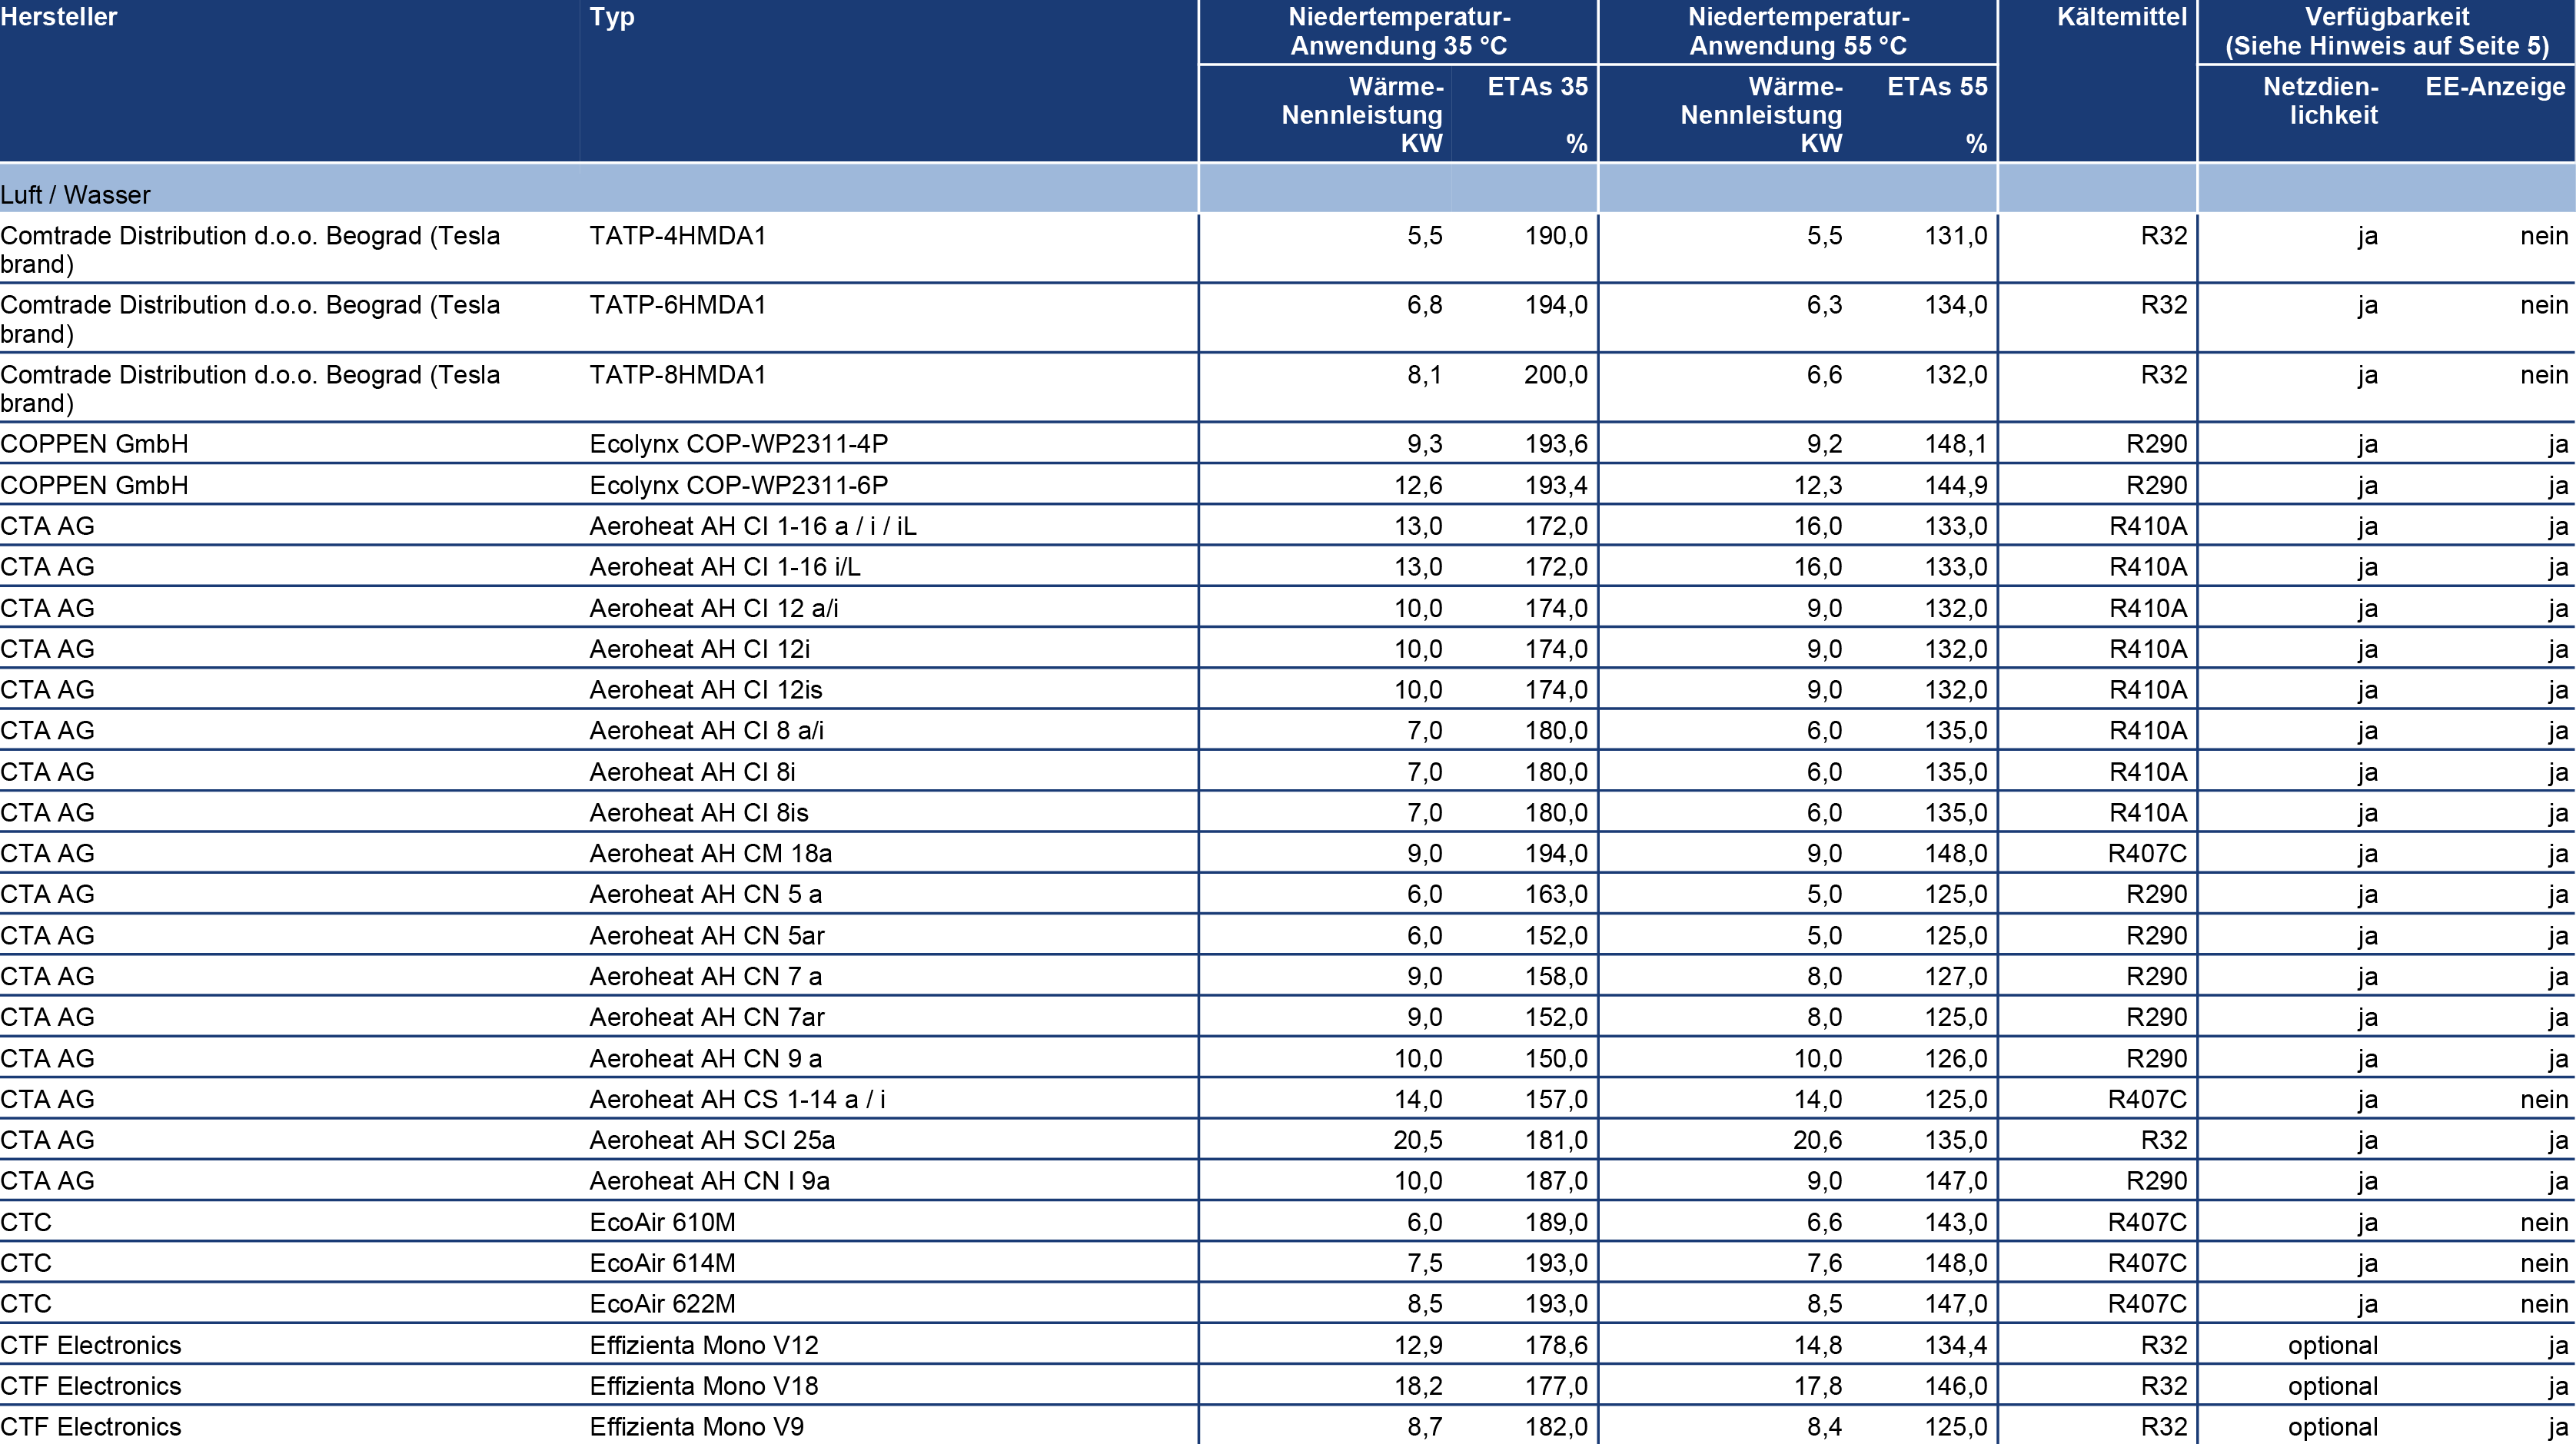 Hersteller Typ Niedertemperatur- Niedertemperatur- Kältemittel Verfügbarkeit
Anwendung 35 °C Anwendung 55 °C (Siehe Hinweis auf Seite 5)
Wärme- ETAs 35 Wärme- ETAs 55 Netzdien- EE-Anzeige
Nennleistung Nennleistung lichkeit
KW % KW %
Luft / Wasser
Comtrade Distribution d.o.o. Beograd (Tesla TATP-4HMDA1 5,5 190,0 5,5 131,0 R32 ja nein
brand)
Comtrade Distribution d.o.o. Beograd (Tesla TATP-6HMDA1 6,8 194,0 6,3 134,0 R32 ja nein
brand)
Comtrade Distribution d.o.o. Beograd (Tesla TATP-8HMDA1 8,1 200,0 6,6 132,0 R32 ja nein
brand)
COPPEN GmbH Ecolynx COP-WP2311-4P 9,3 193,6 9,2 148,1 R290 ja ja
COPPEN GmbH Ecolynx COP-WP2311-6P 12,6 193,4 12,3 144,9 R290 ja ja
CTA AG Aeroheat AH CI 1-16 a / i / iL 13,0 172,0 16,0 133,0 R410A ja ja
CTA AG Aeroheat AH CI 1-16 i/L 13,0 172,0 16,0 133,0 R410A ja ja
CTA AG Aeroheat AH CI 12 a/i 10,0 174,0 9,0 132,0 R410A ja ja
CTA AG Aeroheat AH CI 12i 10,0 174,0 9,0 132,0 R410A ja ja
CTA AG Aeroheat AH CI 12is 10,0 174,0 9,0 132,0 R410A ja ja
CTA AG Aeroheat AH CI 8 a/i 7,0 180,0 6,0 135,0 R410A ja ja
CTA AG Aeroheat AH CI 8i 7,0 180,0 6,0 135,0 R410A ja ja
CTA AG Aeroheat AH CI 8is 7,0 180,0 6,0 135,0 R410A ja ja
CTA AG Aeroheat AH CM 18a 9,0 194,0 9,0 148,0 R407C ja ja
CTA AG Aeroheat AH CN 5 a 6,0 163,0 5,0 125,0 R290 ja ja
CTA AG Aeroheat AH CN 5ar 6,0 152,0 5,0 125,0 R290 ja ja
CTA AG Aeroheat AH CN 7 a 9,0 158,0 8,0 127,0 R290 ja ja
CTA AG Aeroheat AH CN 7ar 9,0 152,0 8,0 125,0 R290 ja ja
CTA AG Aeroheat AH CN 9 a 10,0 150,0 10,0 126,0 R290 ja ja
CTA AG Aeroheat AH CS 1-14 a / i 14,0 157,0 14,0 125,0 R407C ja nein
CTA AG Aeroheat AH SCI 25a 20,5 181,0 20,6 135,0 R32 ja ja
CTA AG Aeroheat AH CN I 9a 10,0 187,0 9,0 147,0 R290 ja ja
CTC EcoAir 610M 6,0 189,0 6,6 143,0 R407C ja nein
CTC EcoAir 614M 7,5 193,0 7,6 148,0 R407C ja nein
CTC EcoAir 622M 8,5 193,0 8,5 147,0 R407C ja nein
CTF Electronics Effizienta Mono V12 12,9 178,6 14,8 134,4 R32 optional ja
CTF Electronics Effizienta Mono V18 18,2 177,0 17,8 146,0 R32 optional ja
CTF Electronics Effizienta Mono V9 8,7 182,0 8,4 125,0 R32 optional ja